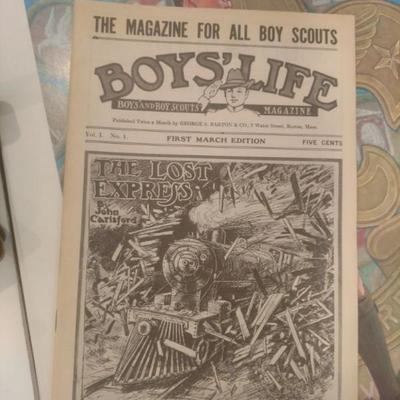 THE MAGAZINE FOR ALL BOY SCOUTS
BOYS' LIFE
BOYS AND BOY SCOUTS MAGAZINE
Published Twice a Month by GEORGE S. BARTON & CO., 7 Water Street, Boston, Mass.
Vol. I. No. 1. FIRST MARCH EDITION FIVE CENTS
THE LOST
EXPRESS
By
John
Carisford